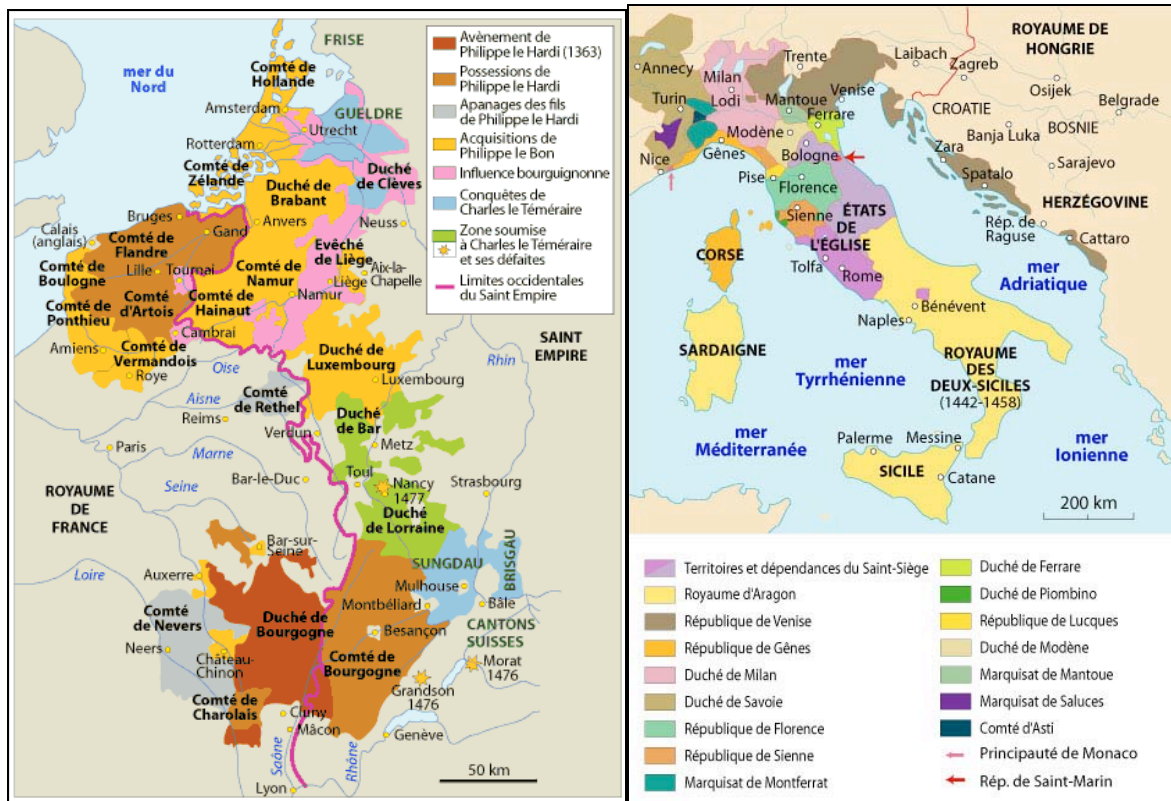 FRISE
mer du
Nord
Comté de
Hollande
Amsterdam
GUELDRE
Utrecht
Rotterdam
Comté de
Zélande
Duché
de Clèves
Duché de
Brabant
Bruges
Anvers
Neuss
Calais
(anglais)
Gand
Comté de
Flandre
Evêché
de Liège
Comté de
Boulogne
Lille
Tournai
Aix-la-
Chapelle
Comté de
Namur
Liège
Comté
d'Artois
Comté de
Hainaut
Namur
Comté de
Ponthieu
Cambrai
SAINT
EMPIRE
Amiens
Comté de
Vermandois
Duché de
Luxembourg
Rhin
Roye
Oise
Luxembourg
Aisne
Comté
de Rethel
Duché
de Bar
Reims
Verdun
Metz
Paris
Marne
Toul
Bar-le-Duc
Nancy
1477
Strasbourg
Seine
ROYAUME
DE FRANCE
Duché
de Lorraine
Bar-sur-
Seine
SUNGDAU
BRISGAU
Loire
Auxerre
Mulhouse
Montbéliard
Bâle
Comté
de Nevers
Duché de
Bourgogne
Besançon
CANTONS
SUISSES
Neers
Comté de
Bourgogne
Château-
Chinon
Morat
1476
Grandson
1476
Comté de
Charolais
Cluny
Mâcon
Genève
Saône
Rhône
Lyon
50 km
Avènement de
Philippe le Hardi (1363)
Possessions de
Philippe le Hardi
Apanages des fils
de Philippe le Hardi
Acquisitions de
Philippe le Bon
Influence bourguignonne
Conquêtes de
Charles le Téméraire
Zone soumise
à Charles le Téméraire
et ses défaites
Limites occidentales
du Saint Empire
ROYAUME DE
HONGRIE
Trente
Laibach
Zagreb
Annecy
Milan
Lodi
Osijek
Venise
Turin
Mantoue
CROATIE
Belgrade
Ferrare
Modène
Banja Luka
BOSNIE
Bologne
Gênes
Zara
Nice
Sarajevo
Pise
Florence
Spatalo
Sienne
ÉTATS
DE
L'ÉGLISE
HERZÉGOVINE
Rép. de
Raguse
CORSE
Cattaro
Tolfa
Rome
mer
Adriatique
Bénévent
Naples
SARDAIGNE
mer
Tyrrhénienne
ROYAUME
DES
DEUX-SICILES
(1442-1458)
mer
Méditerranée
Palerme
Messine
mer
Ionienne
SICILE
Catane
200 km
Territoires et dépendances du Saint-Siège
Royaume d'Aragon
République de Venise
République de Gênes
Duché de Milan
Duché de Savoie
République de Florence
République de Sienne
Marquisat de Montferrat
Duché de Ferrare
Duché de Piombino
République de Lucques
Duché de Modène
Marquisat de Mantoue
Marquisat de Saluces
Comté d'Asti
Principauté de Monaco
Rép. de Saint-Marin